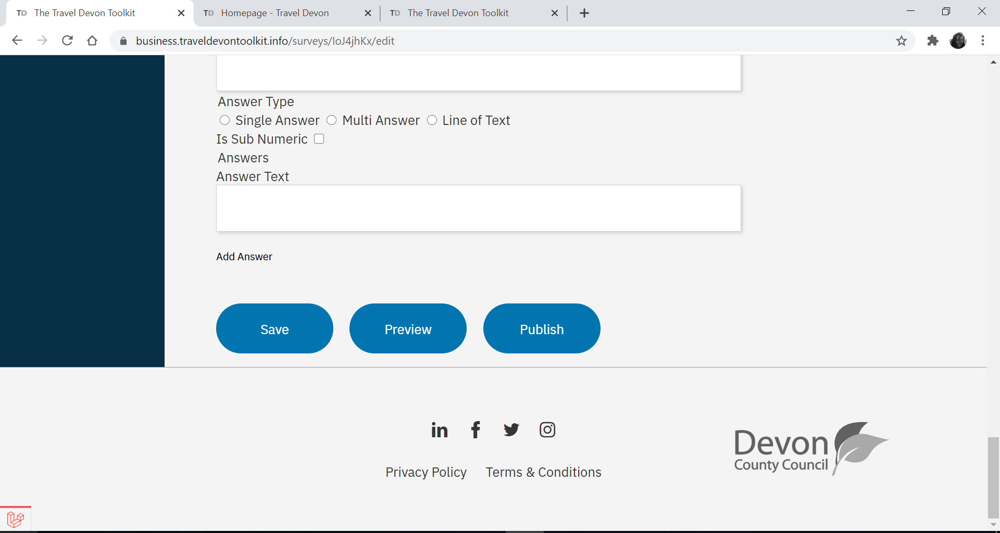 TD The Travel Devon Toolkit
TD Homepage - Travel Devon
TD The Travel Devon Toolkit
business.traveldevontoolkit.info/surveys/IoJ4jhKx/edit
Answer Type
Single Answer Multi Answer Line of Text
Is Sub Numeric
Answers
Answer Text
Add Answer
Save Preview Publish
in f
Devon
County Council
Privacy Policy Terms & Conditions